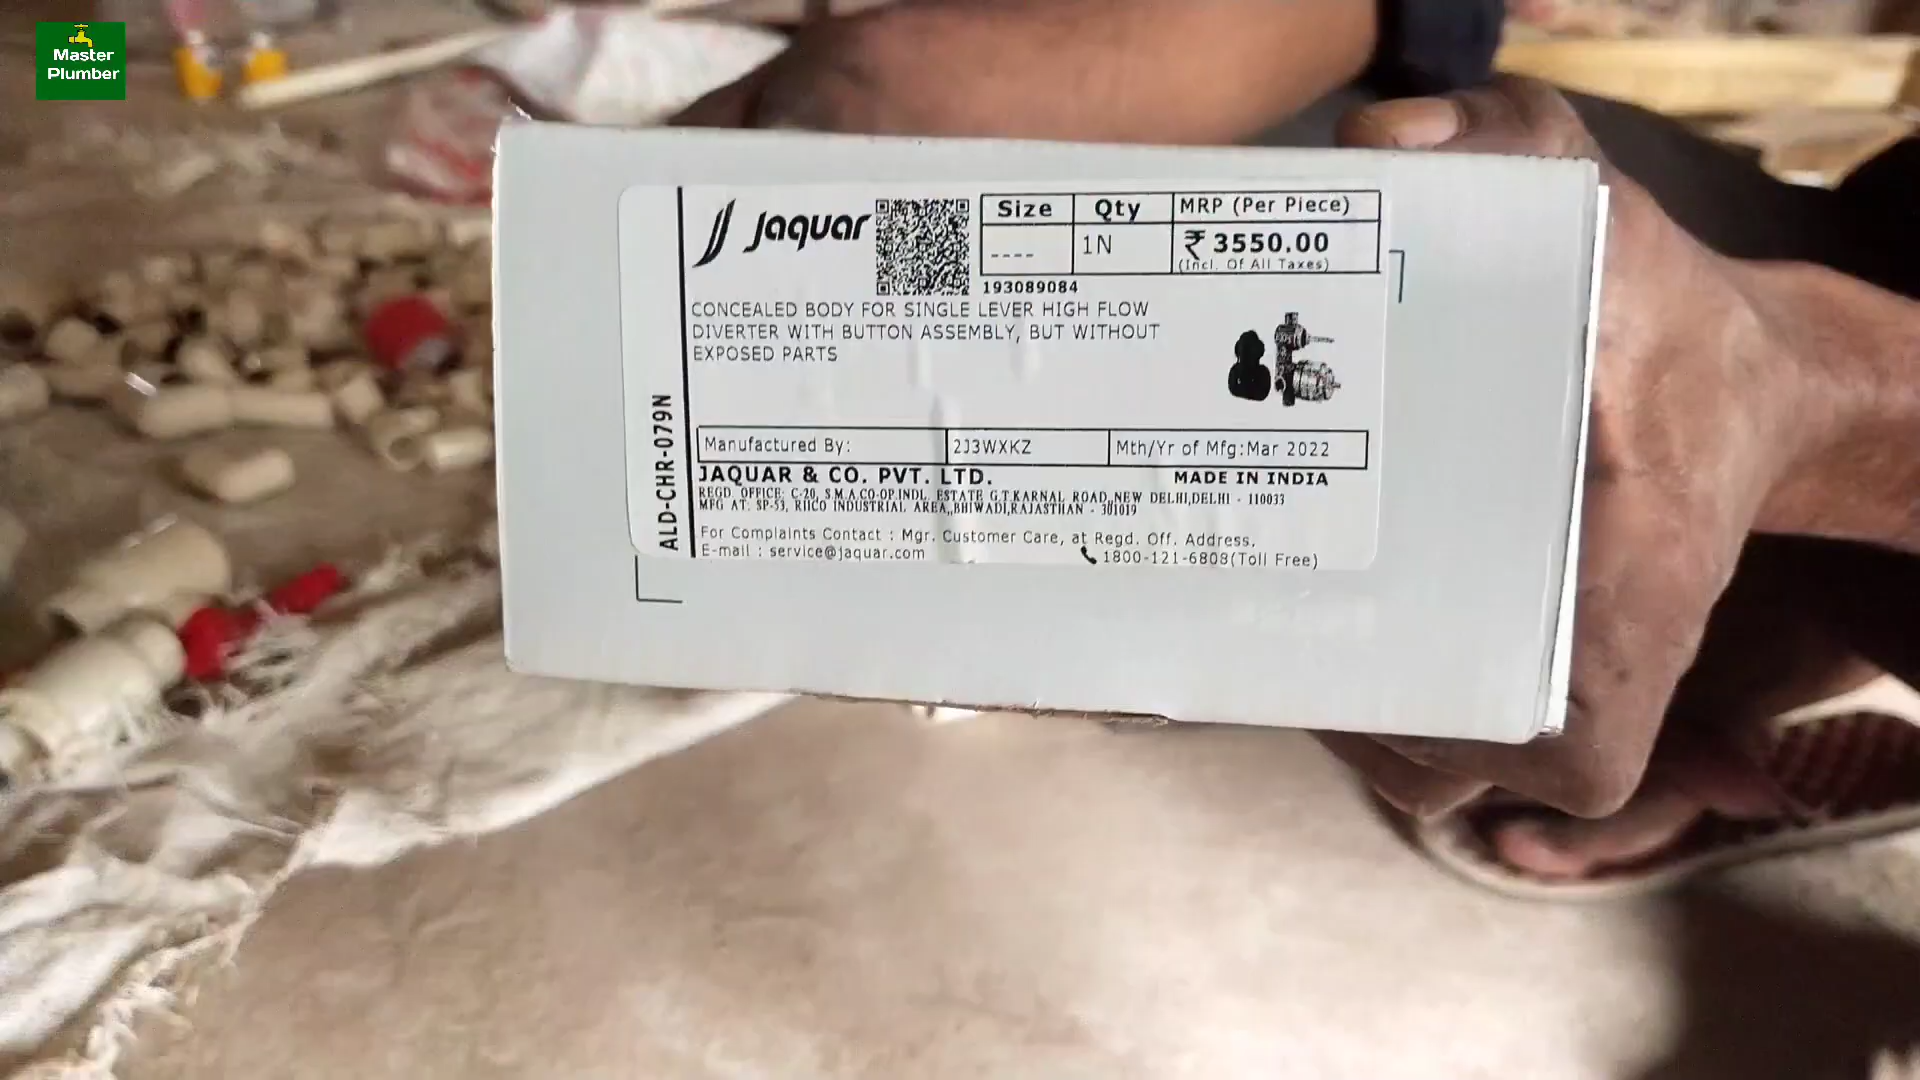 Master
Plumber
Jaquar
Size Qty MRP (Per Piece)
---- 1N ₹ 3550.00
(Incl. Of All Taxes)
193089084
CONCEALED BODY FOR SINGLE LEVER HIGH FLOW
DIVERTER WITH BUTTON ASSEMBLY, BUT WITHOUT
EXPOSED PARTS
ALD-CHR-079N
Manufactured By: 2J3WXKZ Mth/Yr of Mfg:Mar 2022
JAQUAR & CO. PVT. LTD. MADE IN INDIA
REGD. OFFICE: C-20, S.M.A.CO-OP.INDL. ESTATE G.T.KARNAL ROAD,,NEW DELHI,DELHI - 110033
MFG AT: SP-53, RIICO INDUSTRIAL AREA,,BHIWADI,RAJASTHAN - 301019
For Complaints Contact : Mgr. Customer Care, at Regd. Off. Address.
E-mail : service@jaquar.com 1800-121-6808(Toll Free)